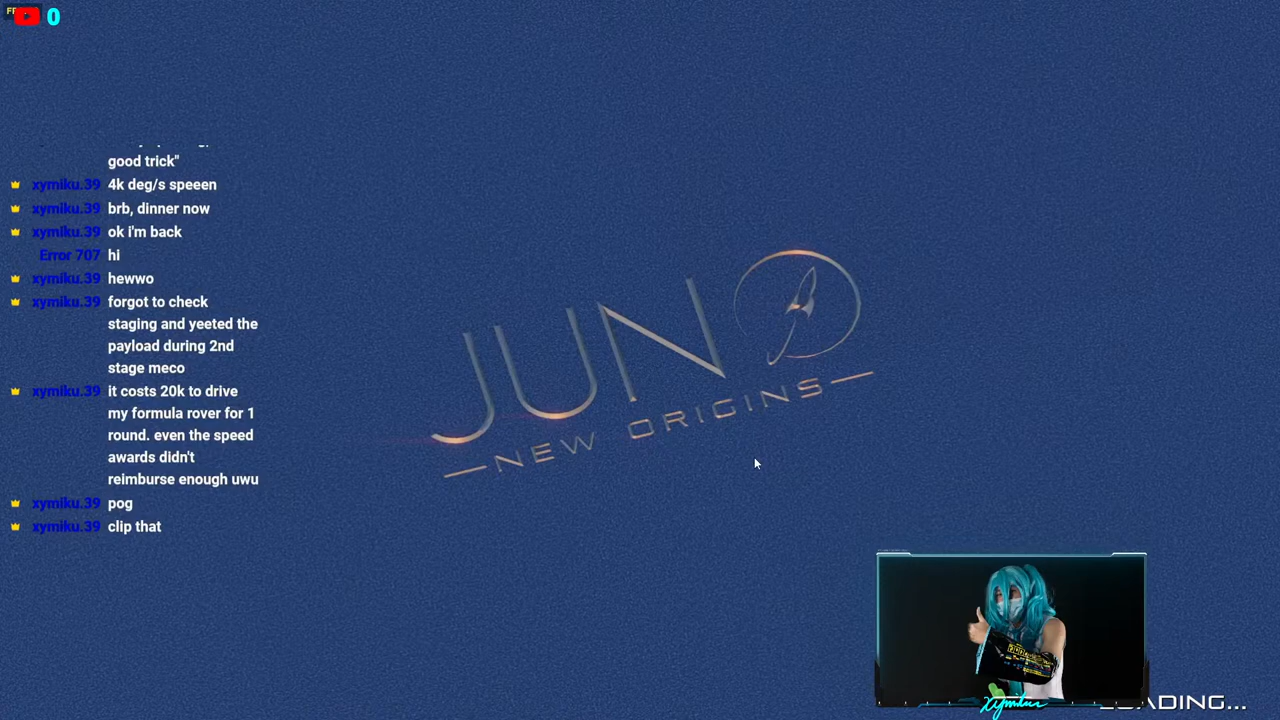 0
good trick"
xymiku.39 4k deg/s speeen
xymiku.39 brb, dinner now
xymiku.39 ok i'm back
Error 707 hi
xymiku.39 hewwo
xymiku.39 forgot to check
staging and yeeted the
payload during 2nd
stage meco
xymiku.39 it costs 20k to drive
my formula rover for 1
round. even the speed
awards didn't
reimburse enough uwu
xymiku.39 pog
xymiku.39 clip that
JUNO
NEW ORIGINS
xymiku
LOADING...